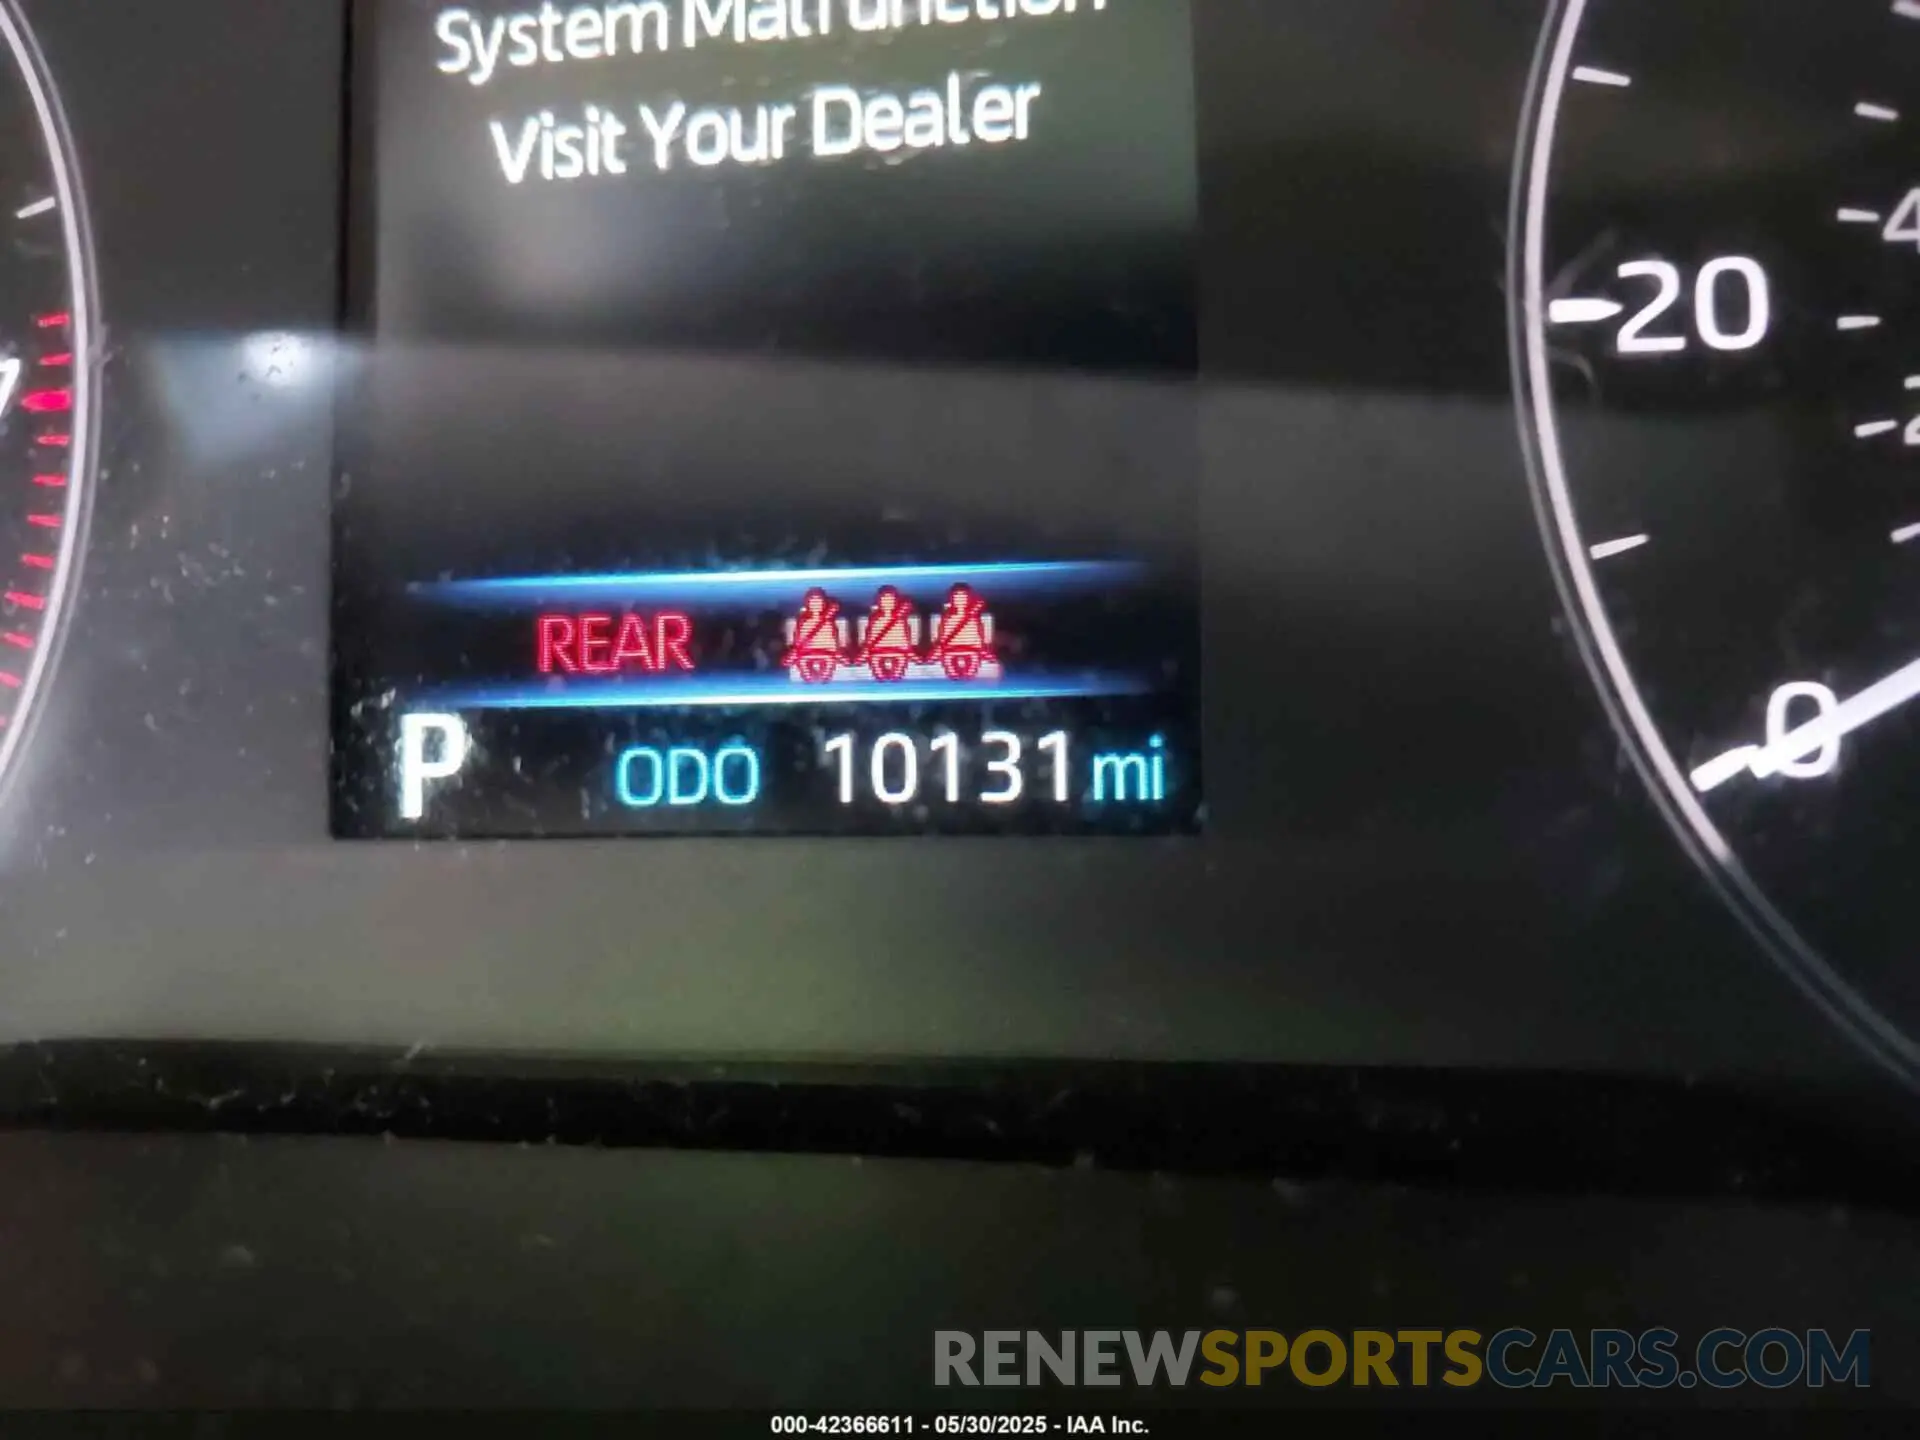 System Malfunction
Visit Your Dealer
20
REAR
P ODO 10131 mi
0
RENEWSPORTSCARS.COM
000-42366611 - 05/30/2025 - IAA Inc.